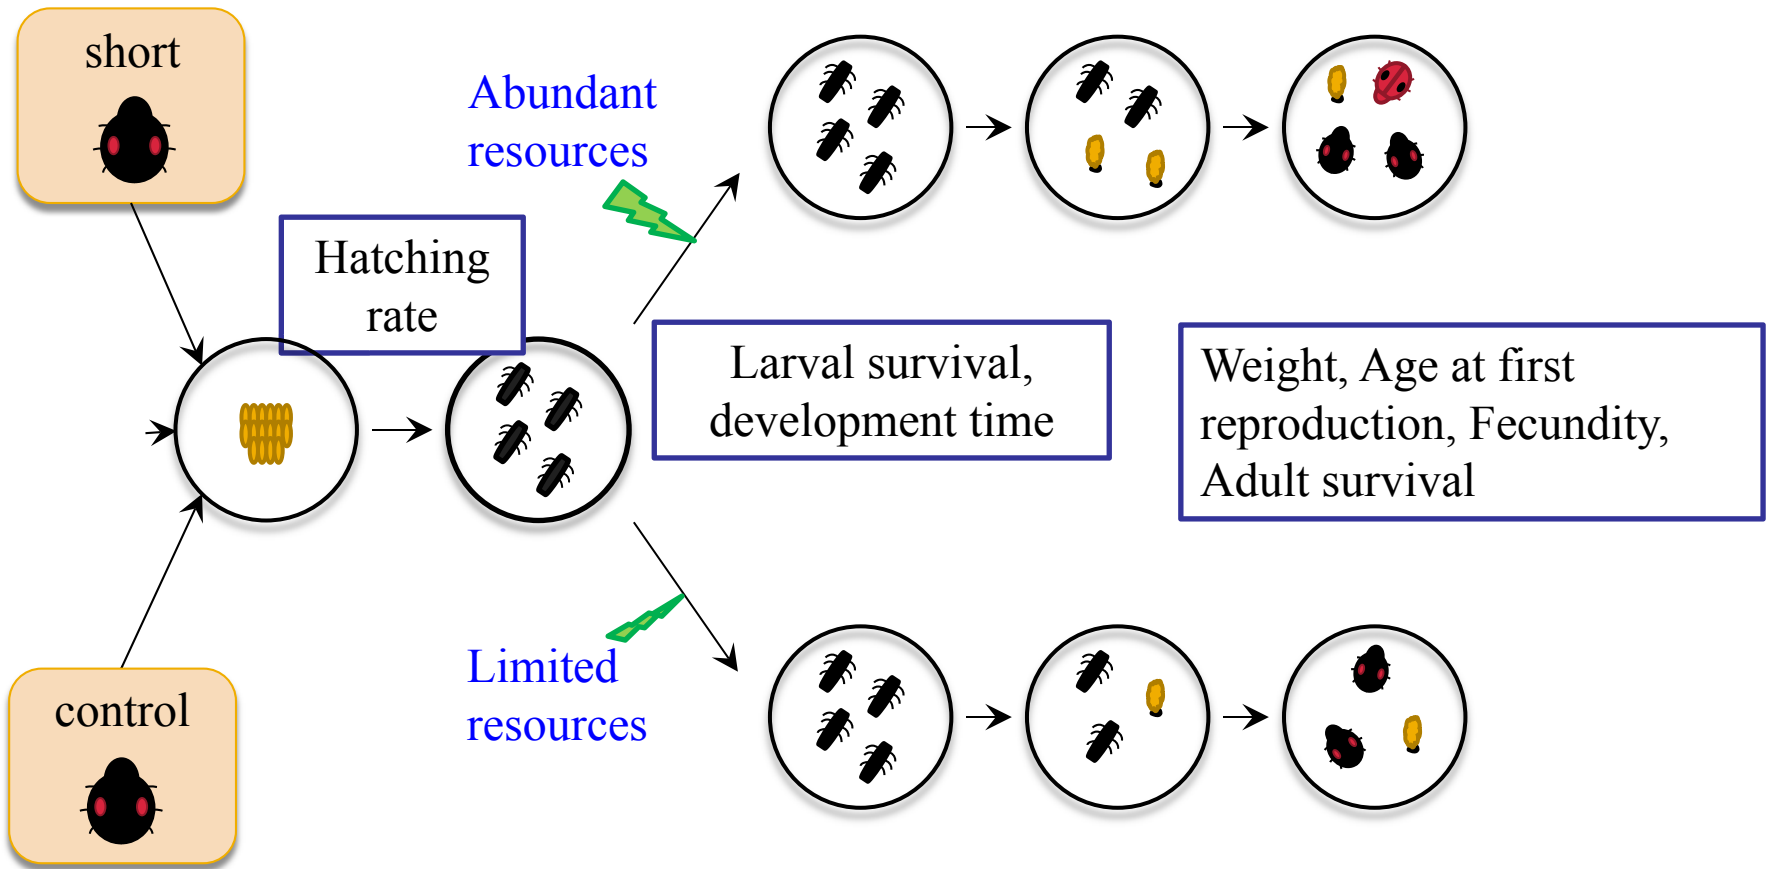 short
Abundant
resources
Hatching
rate
Larval survival,
development time
Weight, Age at first
reproduction, Fecundity,
Adult survival
Limited
resources
control